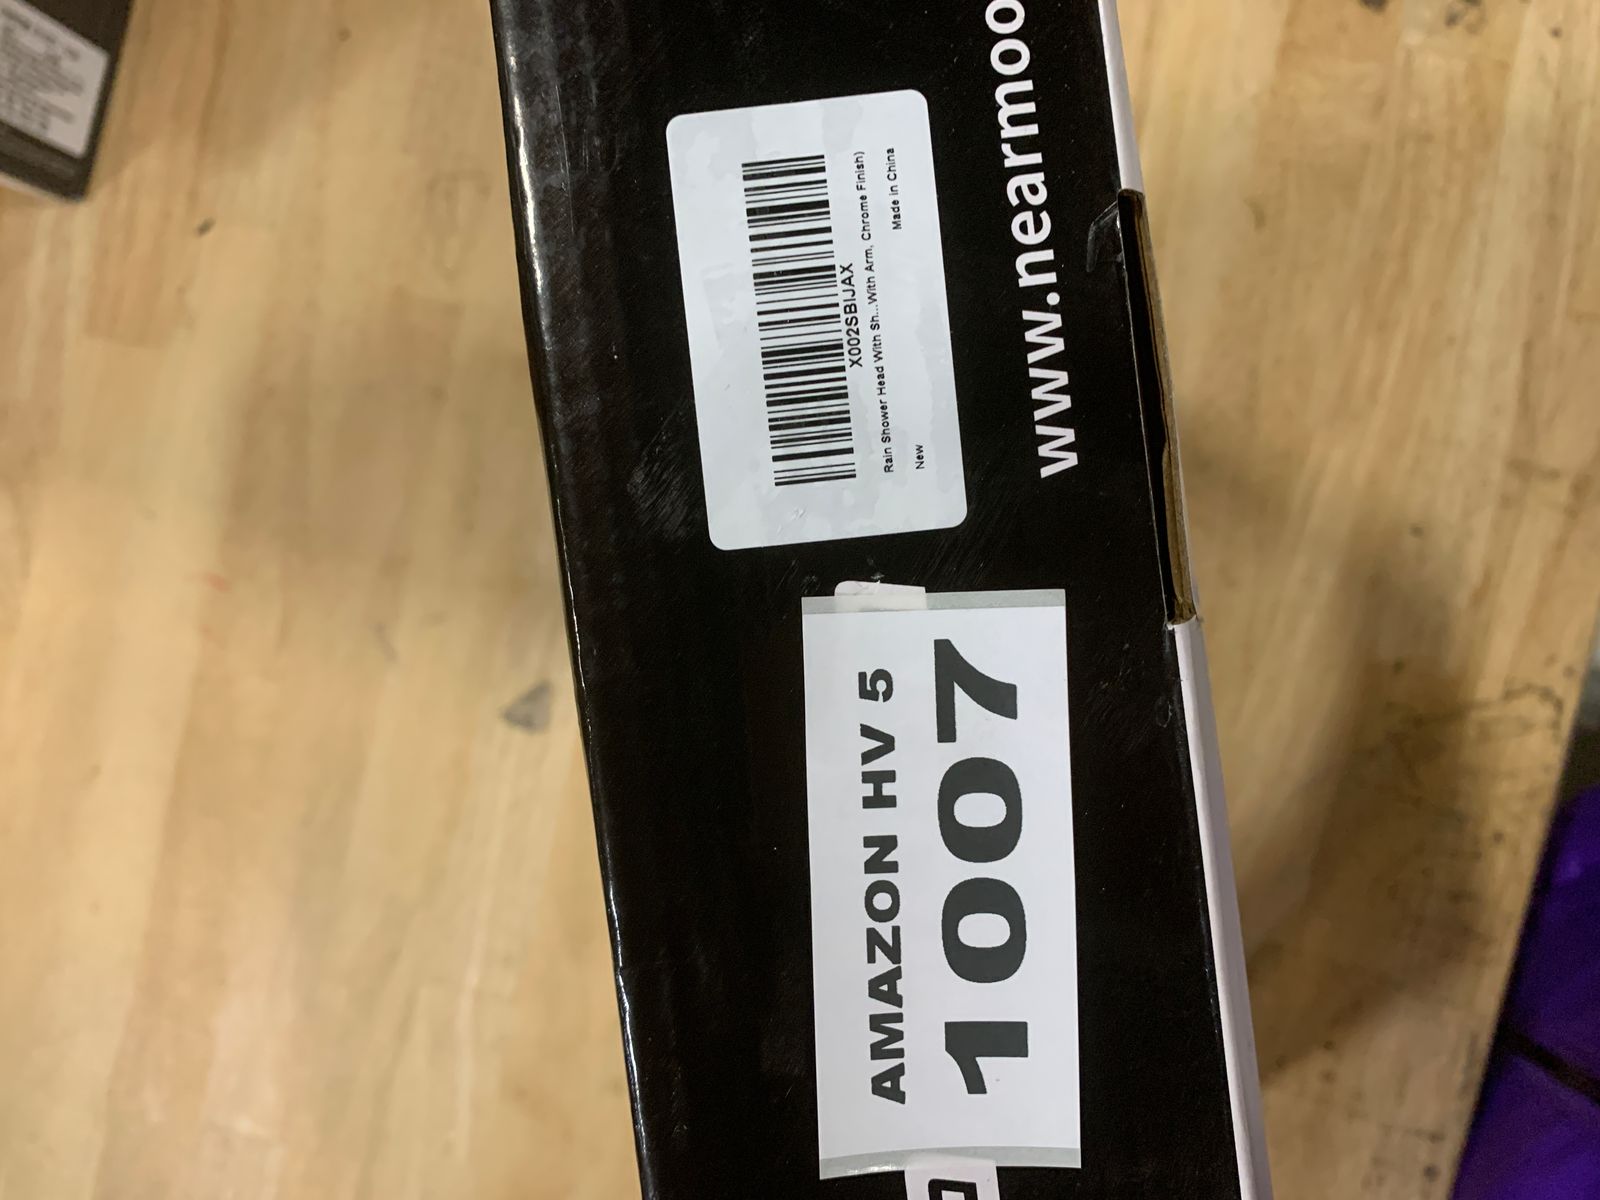 X002SBIJAX
Rain Shower Head With Sh...With Arm, Chrome Finish)
New
Made in China
www.nearmoo
AMAZON HV 5
1007